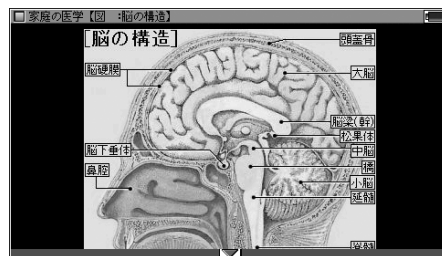 家庭の医学【図　:脳の構造】
[脳の構造]
頭蓋骨
脳硬膜
大脳
脳梁(幹)
松果体
脳下垂体
中脳
橋
鼻腔
小脳
延髄
脊髄